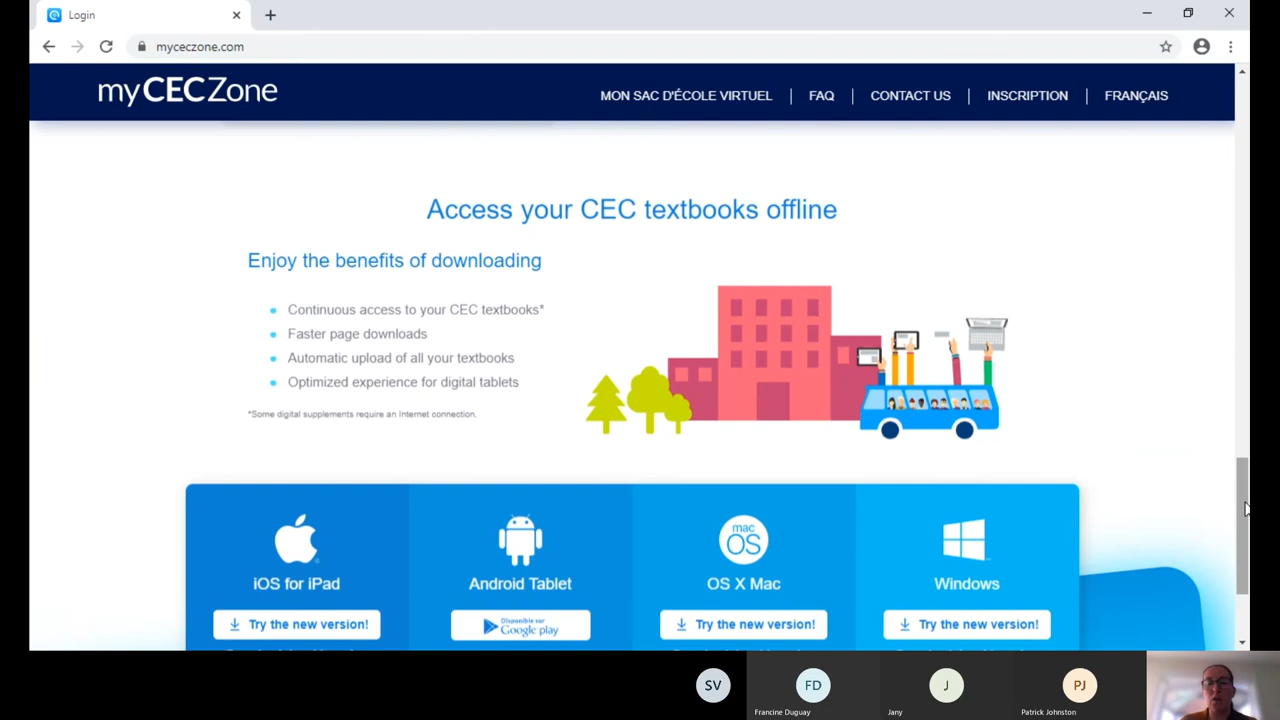 Login
myceczone.com
myCECZone
MON SAC D'ÉCOLE VIRTUEL
FAQ
CONTACT US
INSCRIPTION
FRANÇAIS
Access your CEC textbooks offline
Enjoy the benefits of downloading
Continuous access to your CEC textbooks*
Faster page downloads
Automatic upload of all your textbooks
Optimized experience for digital tablets
*Some digital supplements require an Internet connection.
mac
OS
iOS for iPad
Android Tablet
OS X Mac
Windows
Try the new version!
Disponible sur
Google play
Try the new version!
Try the new version!
SV
FD
J
PJ
Francine Duguay
Jany
Patrick Johnston